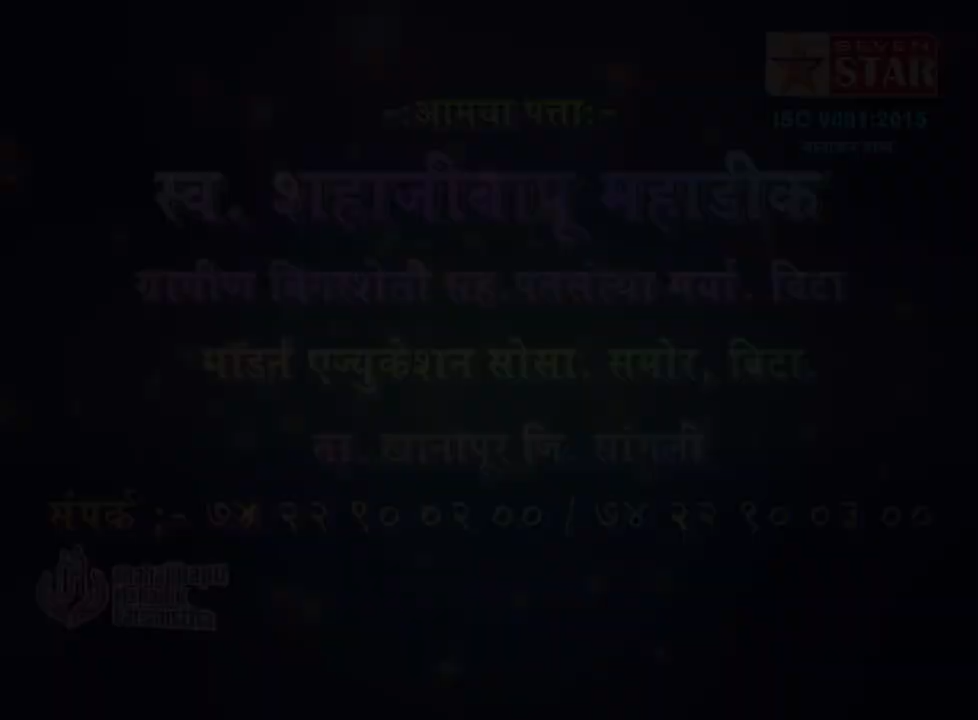 SEVEN
STAR
-:आमचा पत्ता:-
ISO 9001:2015
स्व. शहाजीबापू महाडीक
ग्रामीण बिगरशेती सह.पतसंस्था मर्या. विटा
मॉडर्न एज्युकेशन सोसा. समोर, विटा.
ता. खानापूर जि. सांगली
संपर्क :- ७४ २२ ९० ०२ ०० / ७४ २२ ९० ०३ ००